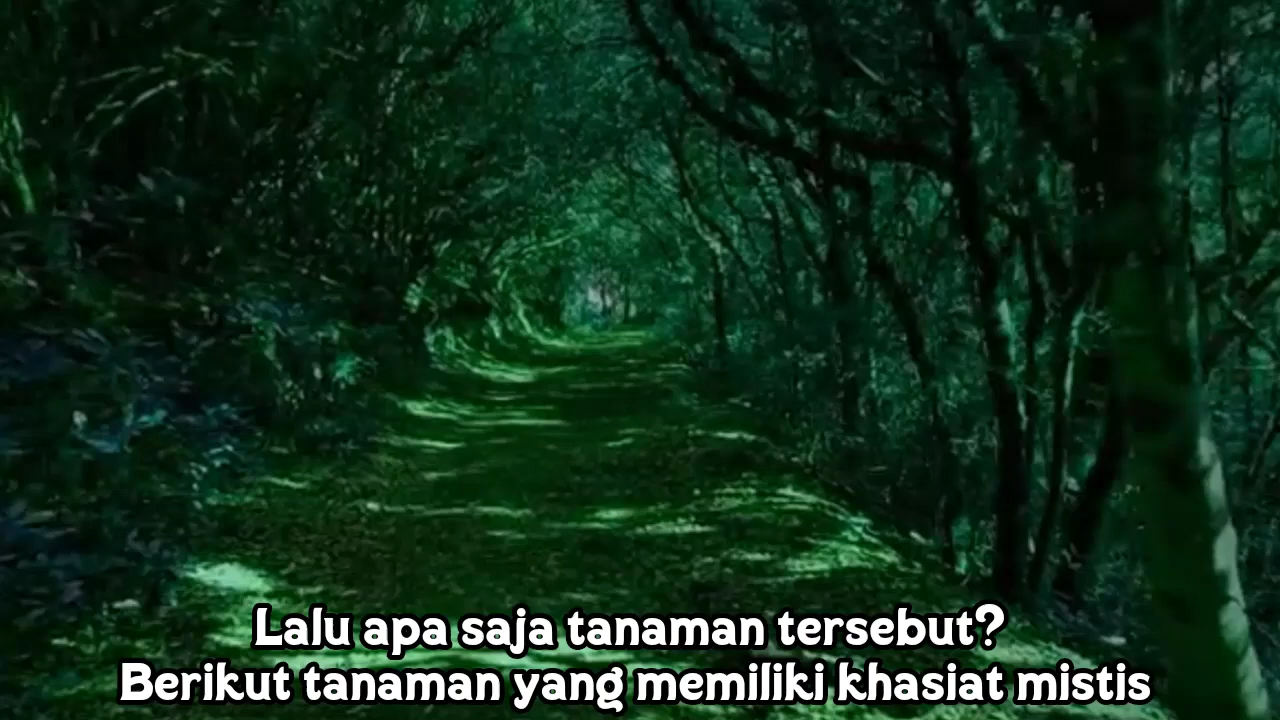 Lalu apa saja tanaman tersebut?
Berikut tanaman yang memiliki khasiat mistis